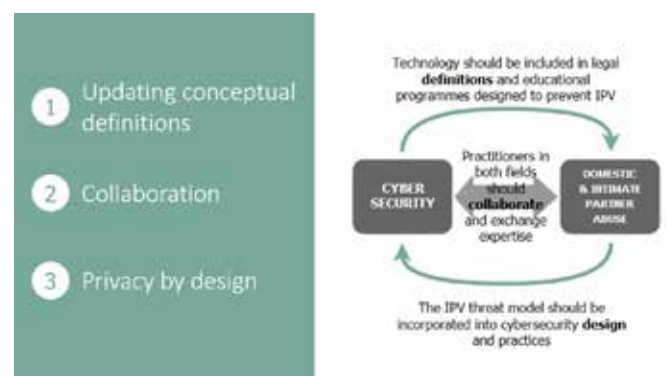 1 Updating conceptual
definitions
2 Collaboration
3 Privacy by design
Technology should be included in legal
definitions and educational
programmes designed to prevent IPV
CYBER
SECURITY
Practitioners in
both fields
should
collaborate
and exchange
expertise
DOMESTIC
& INTIMATE
PARTNER
ABUSE
The IPV threat model should be
incorporated into cybersecurity design
and practices